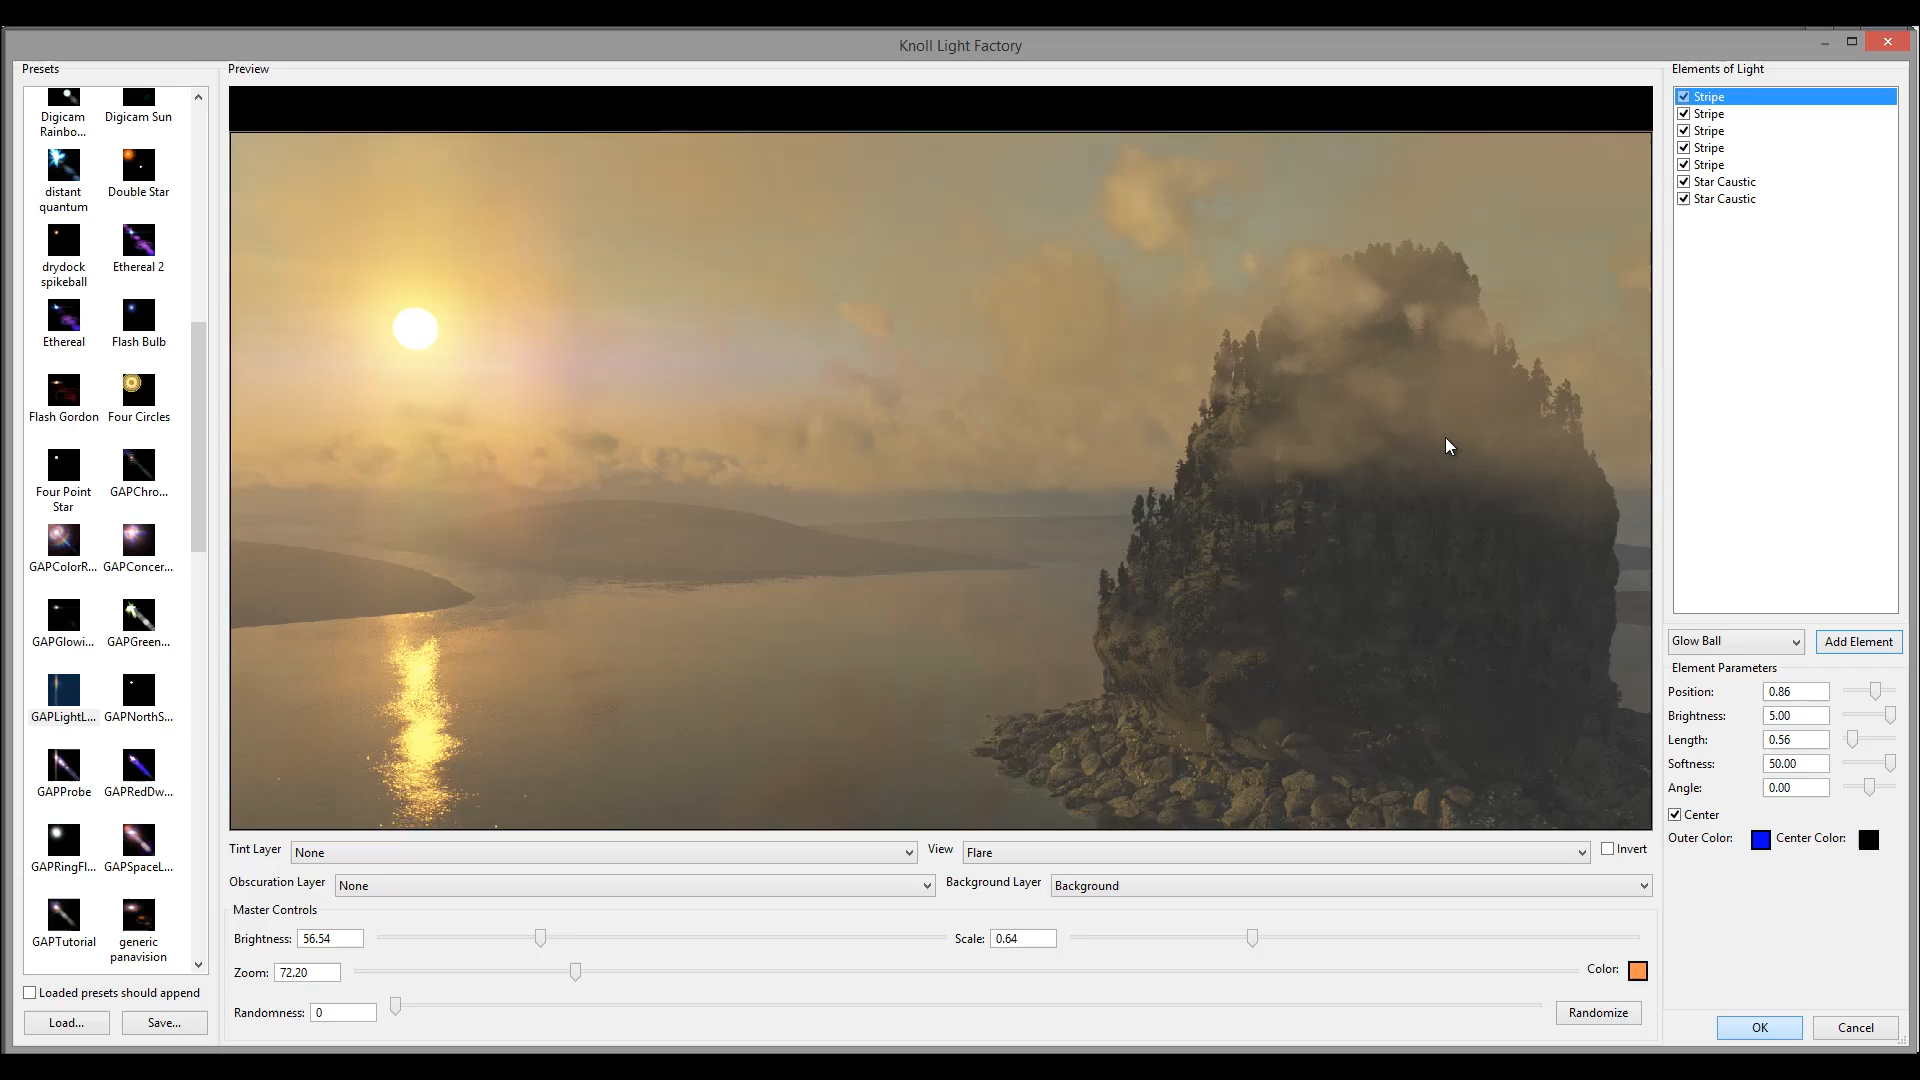 Knoll Light Factory
Presets
Digicam
Rainbo...
Digicam Sun
distant
quantum
Double Star
drydock
spikeball
Ethereal 2
Ethereal
Flash Bulb
Flash Gordon
Four Circles
Four Point
Star
GAPChro...
GAPColorR...
GAPConcer...
GAPGlowi...
GAPGreen...
GAPLightL...
GAPNorthS...
GAPProbe
GAPRedDw...
GAPRingFl...
GAPSpaceL...
GAPTutorial
generic
panavision
Loaded presets should append
Load...
Save...
Preview
Tint Layer
None
View
Flare
Invert
Obscuration Layer
None
Background Layer
Background
Master Controls
Brightness: 56.54
Scale: 0.64
Zoom: 72.20
Color:
Randomness: 0
Randomize
Elements of Light
Stripe
Stripe
Stripe
Stripe
Stripe
Star Caustic
Star Caustic
Glow Ball
Add Element
Element Parameters
Position: 0.86
Brightness: 5.00
Length: 0.56
Softness: 50.00
Angle: 0.00
Center
Outer Color:
Center Color:
OK
Cancel